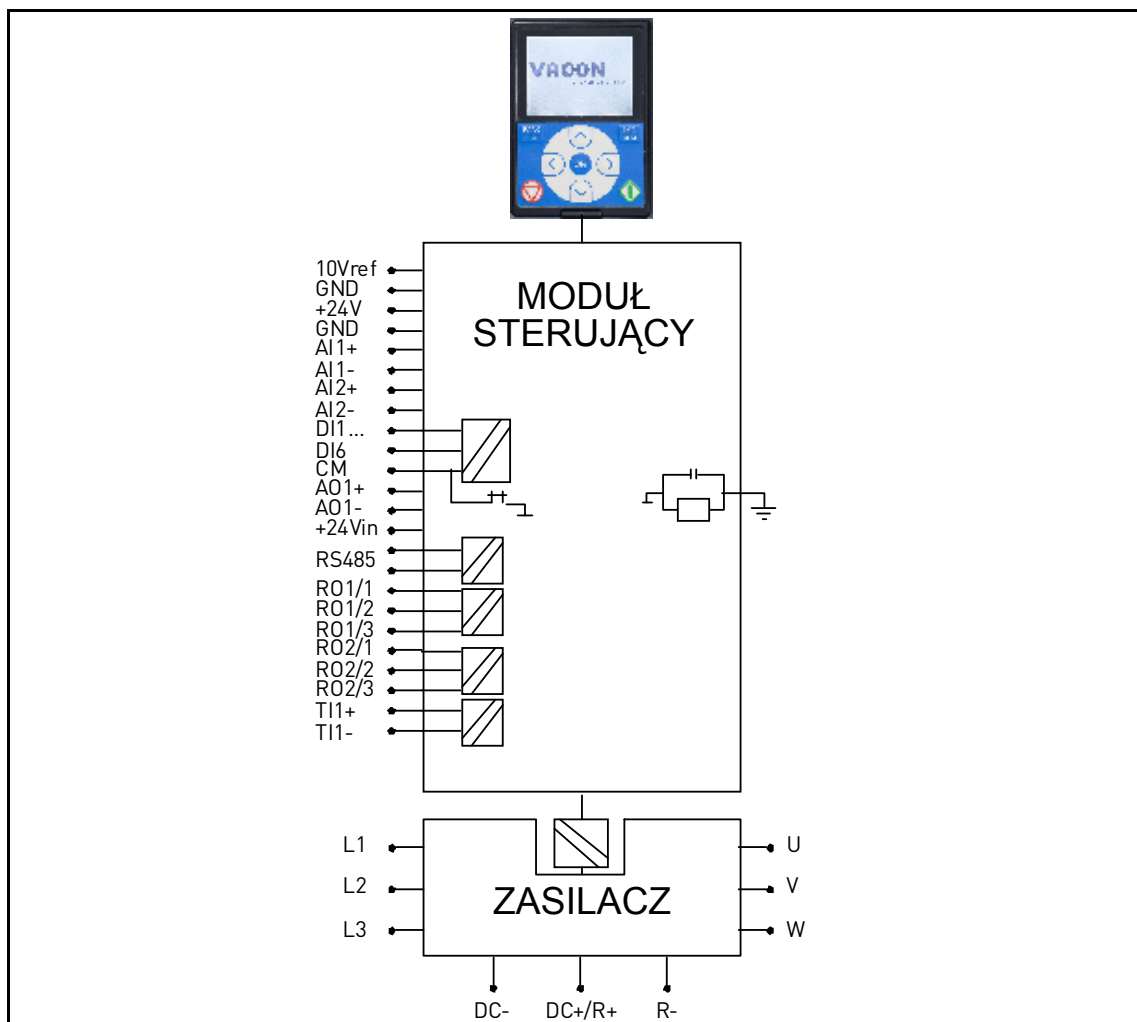 VACON
MODUŁ
STERUJĄCY
10Vref
GND
+24V
GND
AI1+
AI1-
AI2+
AI2-
DI1...
DI6
CM
AO1+
AO1-
+24Vin
RS485
RO1/1
RO1/2
RO1/3
RO2/1
RO2/2
RO2/3
TI1+
TI1-
ZASILACZ
L1
L2
L3
U
V
W
DC-
DC+/R+
R-